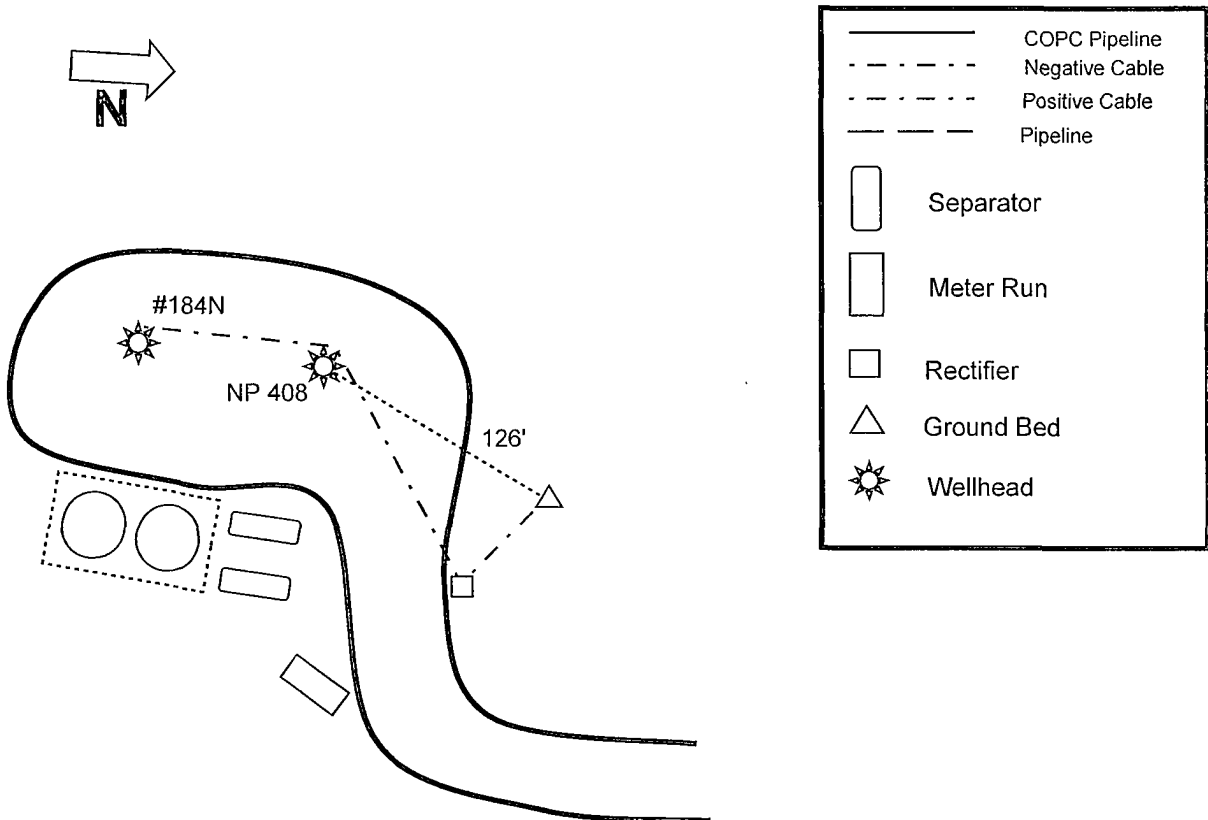 N
#184N
NP 408
126'
COPC Pipeline
Negative Cable
Positive Cable
Pipeline
Separator
Meter Run
Rectifier
Ground Bed
Wellhead